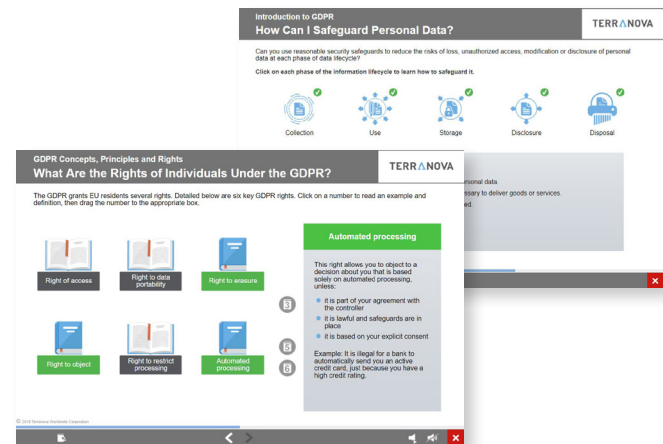 Introduction to GDPR
How Can I Safeguard Personal Data?
TERRANOVA
Can you use reasonable security safeguards to reduce the risks of loss, unauthorized access, modification or disclosure of personal
data at each phase of data lifecycle?
Click on each phase of the information lifecycle to learn how to safeguard it.
Collection
Use
Storage
Disclosure
Disposal
personal data.
ssary to deliver goods or services.
ed.
GDPR Concepts, Principles and Rights
What Are the Rights of Individuals Under the GDPR?
TERRANOVA
The GDPR grants EU residents several rights. Detailed below are six key GDPR rights. Click on a number to read an example and
definition, then drag the number to the appropriate box.
Right of access
Right to data
portability
Right to erasure
Right to object
Right to restrict
processing
Automated
processing
3
5
6
Automated processing
This right allows you to object to a
decision about you that is based
solely on automated processing,
unless:
it is part of your agreement with
the controller
it is lawful and safeguards are in
place
it is based on your explicit consent
Example: It is illegal for a bank to
automatically send you an active
credit card, just because you have a
high credit rating.
© 2018 Terranova Worldwide Corporation